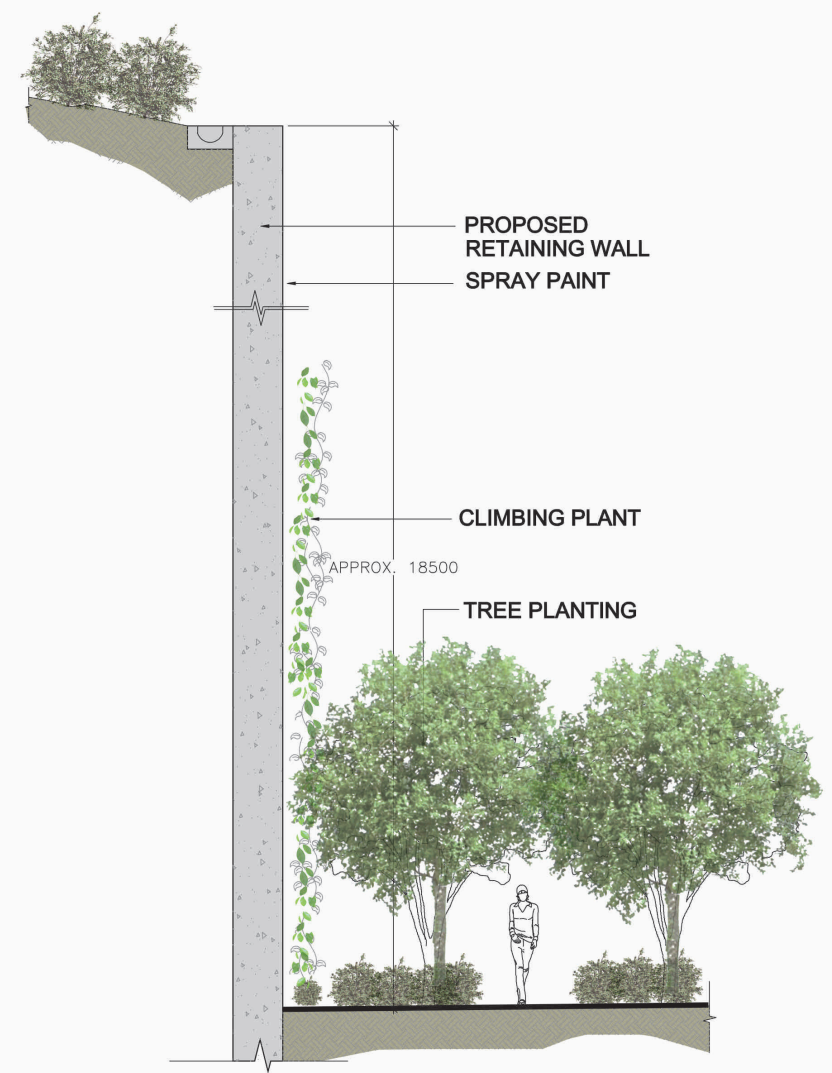 PROPOSED
RETAINING WALL
SPRAY PAINT
CLIMBING PLANT
APPROX. 18500
TREE PLANTING